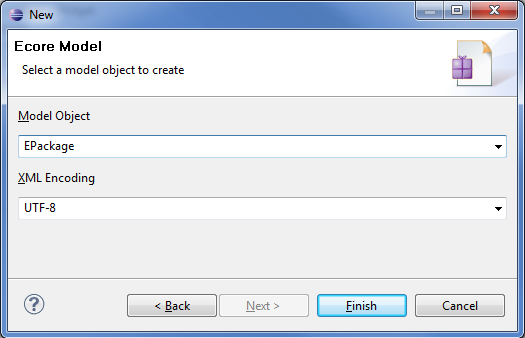 New
Ecore Model
Select a model object to create
Model Object
EPackage
XML Encoding
UTF-8
?
< Back
Next >
Finish
Cancel